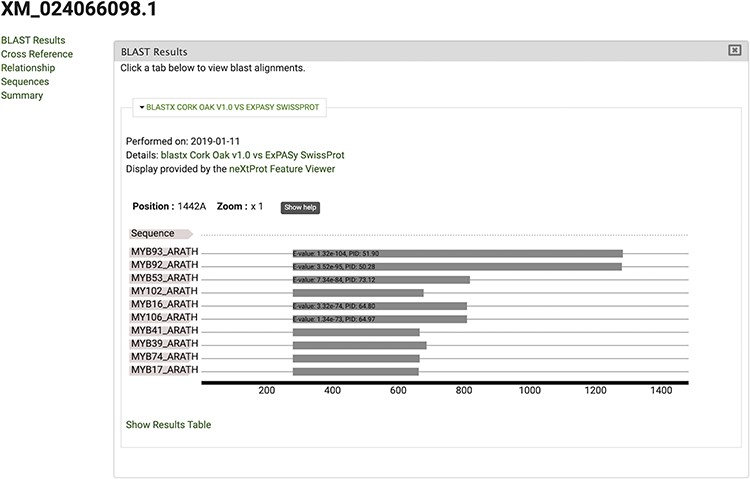 XM_024066098.1
BLAST Results
Cross Reference
Relationship
Sequences
Summary
BLAST Results
Click a tab below to view blast alignments.
BLASTX CORK OAK V1.0 VS EXPASY SWISSPROT
Performed on: 2019-01-11
Details: blastx Cork Oak v1.0 vs ExPASy SwissProt
Display provided by the neXtProt Feature Viewer
Position : 1442A Zoom : x 1 Show help
Sequence
MYB93_ARATH E-value: 1.32e-104, PID: 51.90
MYB92_ARATH E-value: 3.52e-95, PID: 50.28
MYB53_ARATH E-value: 7.34e-84, PID: 73.12
MY102_ARATH
MYB16_ARATH E-value: 3.32e-74, PID: 64.80
MY106_ARATH E-value: 1.34e-73, PID: 64.97
MYB41_ARATH
MYB39_ARATH
MYB74_ARATH
MYB17_ARATH
200 400 600 800 1000 1200 1400
Show Results Table